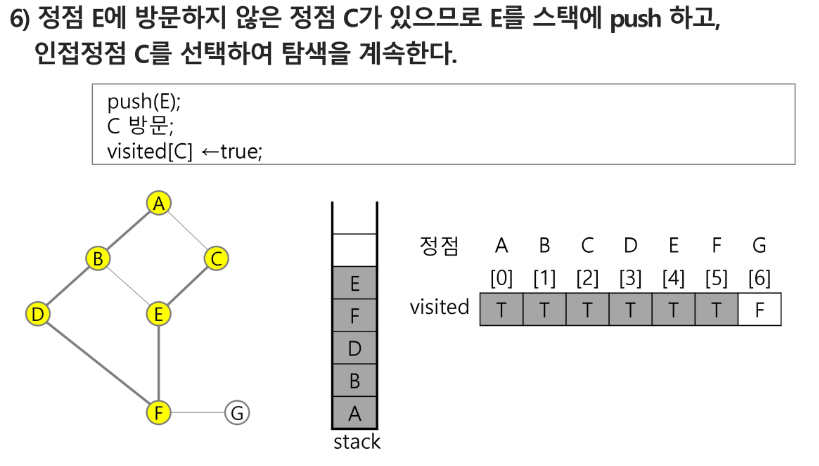 6) 정점 E에 방문하지 않은 정점 C가 있으므로 E를 스택에 push 하고,
인접정점 C를 선택하여 탐색을 계속한다.
push(E);
C 방문;
visited[C] ←true;
A
B
C
D
E
F
G
E
F
D
B
A
stack
정점 A B C D E F G
[0] [1] [2] [3] [4] [5] [6]
visited T T T T T T F